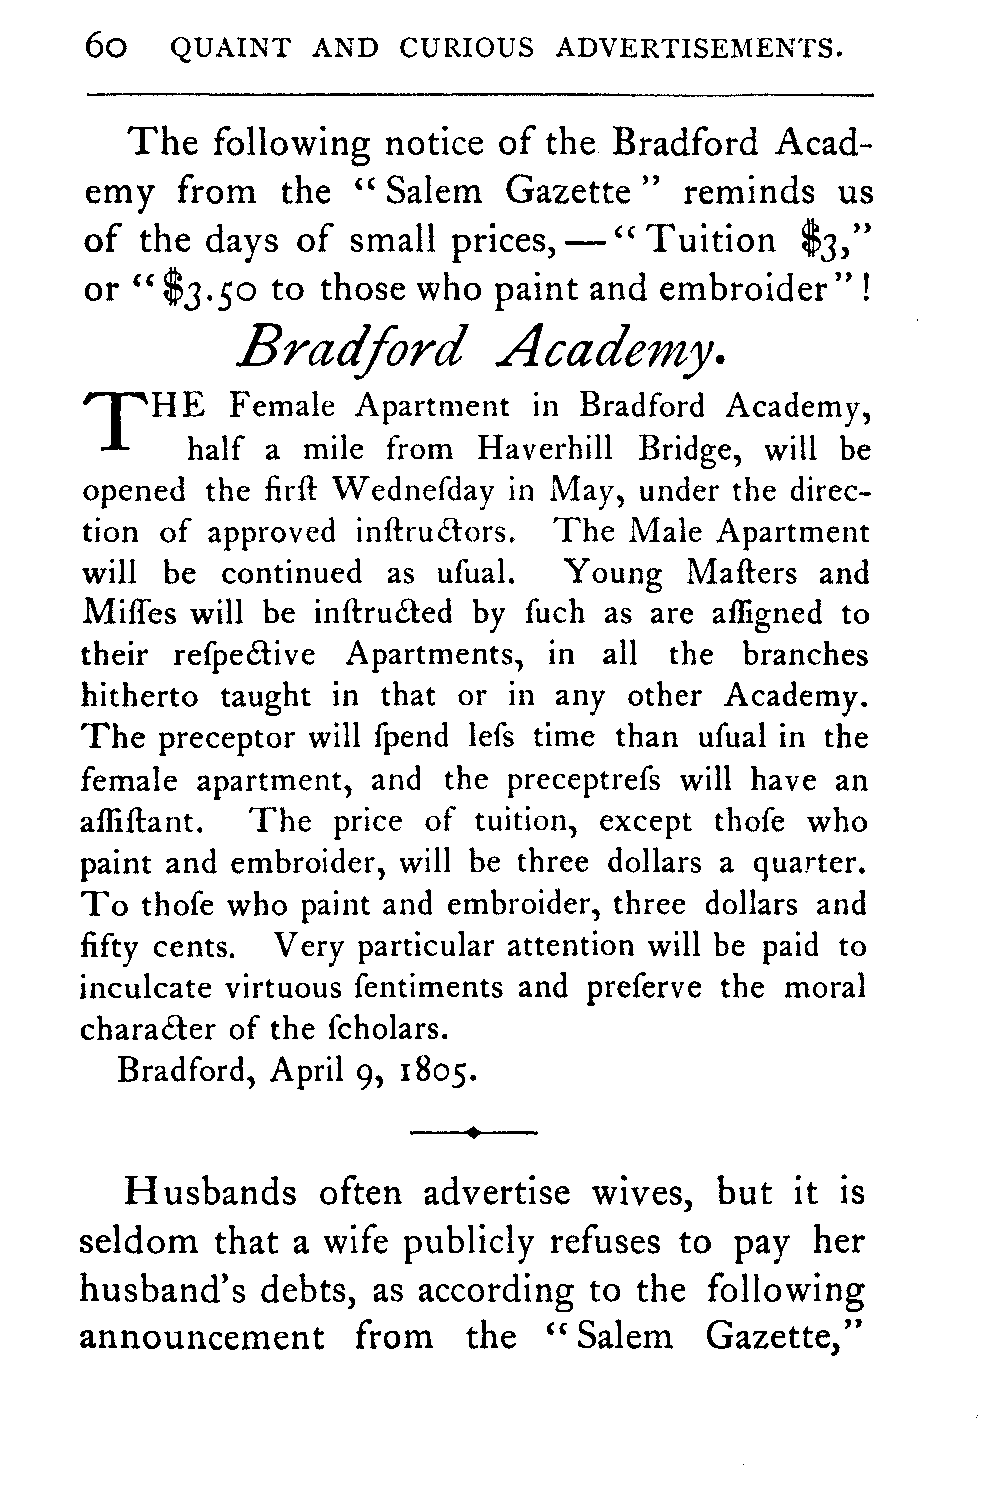 60 QUAINT AND CURIOUS ADVERTISEMENTS.
The following notice of the Bradford Acad-
emy from the “Salem Gazette” reminds us
of the days of small prices,—“Tuition $3,”
or “$3.50 to those who paint and embroider”!
Bradford Academy.
THE Female Apartment in Bradford Academy,
half a mile from Haverhill Bridge, will be
opened the firſt Wedneſday in May, under the direc-
tion of approved inſtructors. The Male Apartment
will be continued as uſual. Young Maſters and
Miſſes will be inſtructed by ſuch as are aſſigned to
their reſpective Apartments, in all the branches
hitherto taught in that or in any other Academy.
The preceptor will ſpend leſs time than uſual in the
female apartment, and the preceptreſs will have an
aſſiſtant. The price of tuition, except thoſe who
paint and embroider, will be three dollars a quarter.
To thoſe who paint and embroider, three dollars and
fifty cents. Very particular attention will be paid to
inculcate virtuous ſentiments and preſerve the moral
character of the ſcholars.
Bradford, April 9, 1805.
Husbands often advertise wives, but it is
seldom that a wife publicly refuses to pay her
husband’s debts, as according to the following
announcement from the “Salem Gazette,”